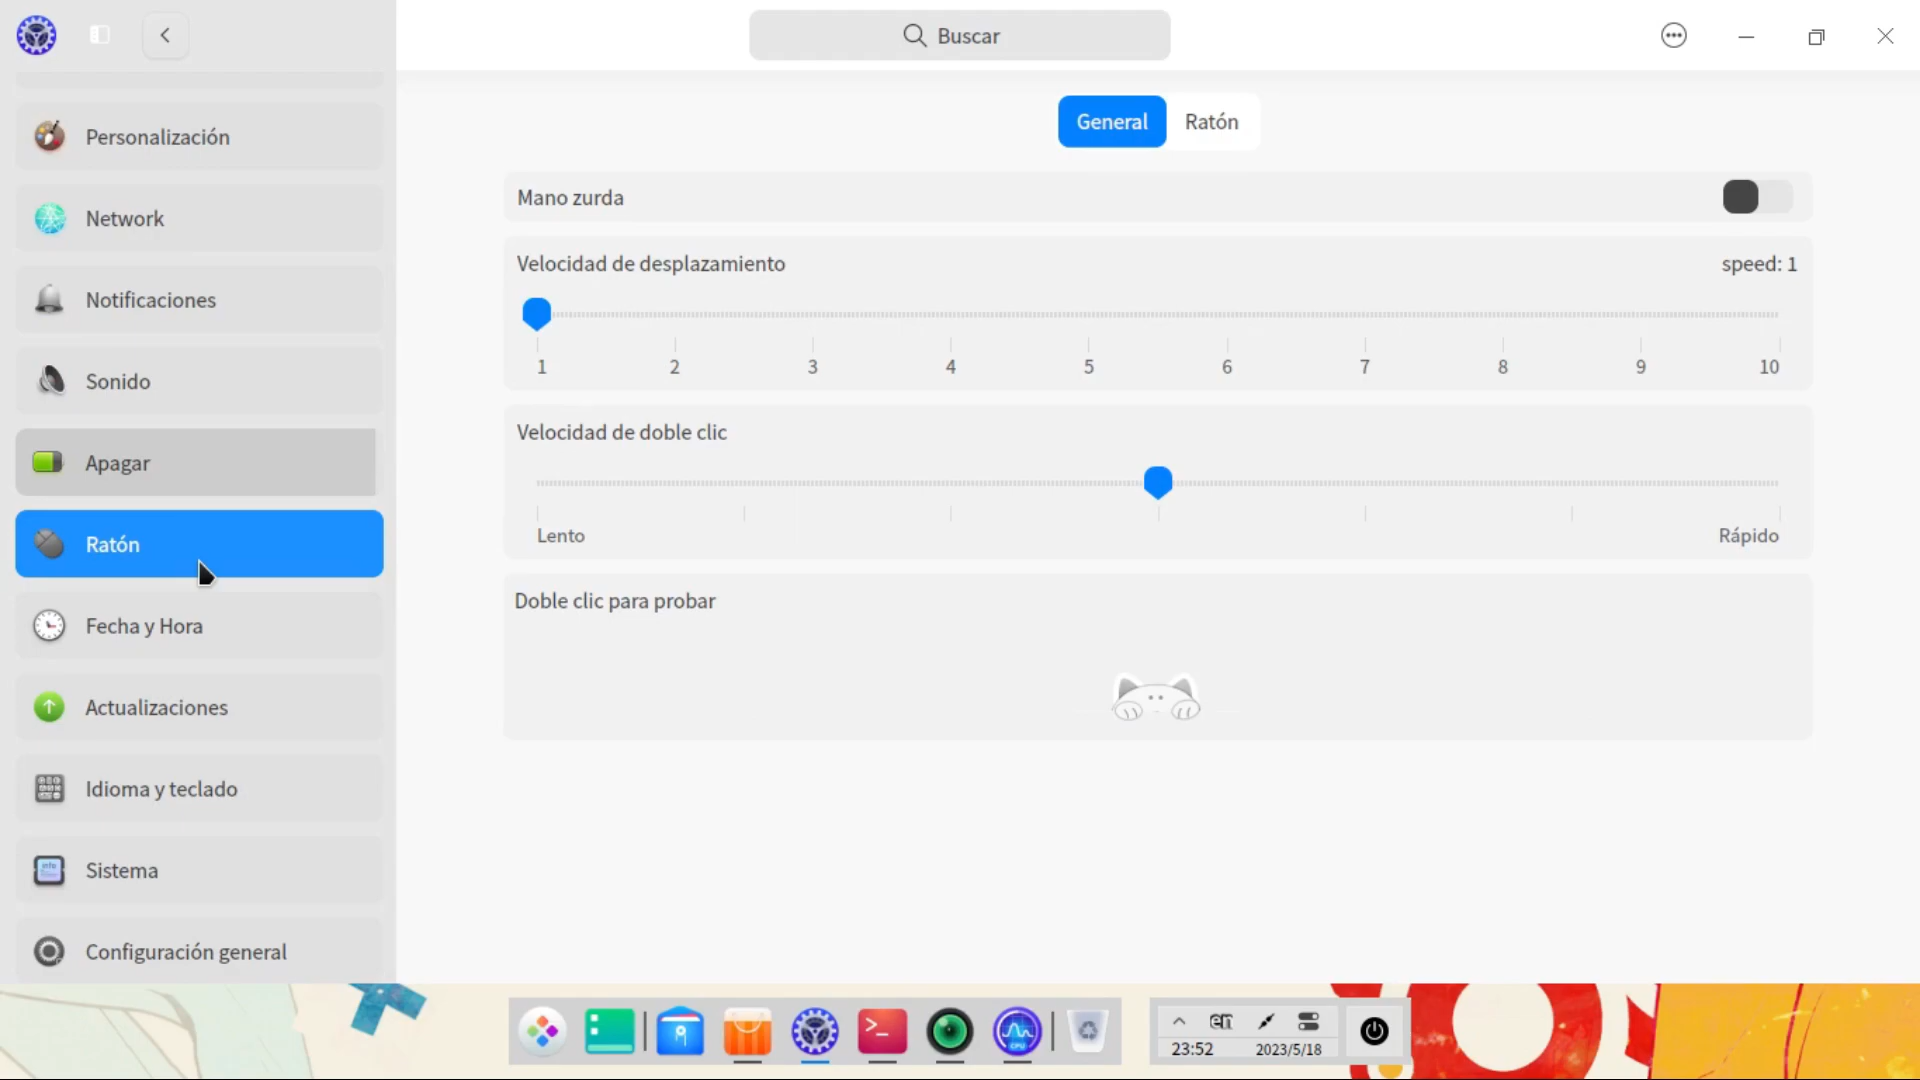 Buscar
Personalización
Network
Notificaciones
Sonido
Apagar
Ratón
Fecha y Hora
Actualizaciones
Idioma y teclado
Sistema
Configuración general
General
Ratón
Mano zurda
Velocidad de desplazamiento
speed: 1
1 2 3 4 5 6 7 8 9 10
Velocidad de doble clic
Lento
Rápido
Doble clic para probar
en
23:52
2023/5/18